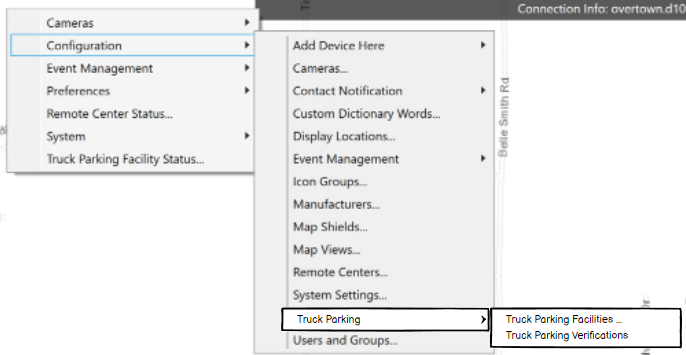 Connection Info: overtown.d10
Cameras
Configuration
Event Management
Preferences
Remote Center Status...
System
Truck Parking Facility Status...
Add Device Here
Cameras...
Contact Notification
Custom Dictionary Words...
Display Locations...
Event Management
Icon Groups...
Manufacturers...
Map Shields...
Map Views...
Remote Centers...
System Settings...
Truck Parking
Users and Groups...
Truck Parking Facilities ...
Truck Parking Verifications
Belle Smith Rd